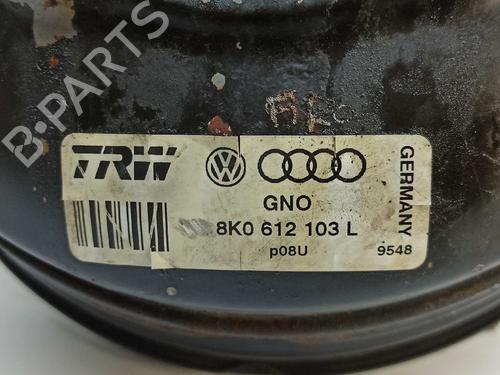 B-PARTS
TRW
GNO
8K0 612 103 L
p08U
GERMANY
9548